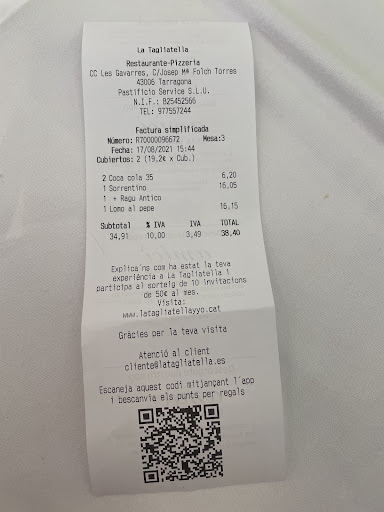 La Tagliatella
Restaurante-Pizzeria
CC Les Gavarres, C/Josep Mª Folch Torres
43006 Tarragona
Pastificio Service S.L.U.
N.I.F.: B25452566
TEL: 977557244
Factura simplificada
Número: R70000096672 Mesa:3
Fecha: 17/08/2021 15:44
Cubiertos: 2 (19,2€ x Cub.)
2 Coca cola 35 6,20
1 Sorrentino 16,05
1 + Ragu Antico
1 Lomo al pepe 16,15
Subtotal % IVA IVA TOTAL
34,91 10,00 3,49 38,40
Explica'ns com ha estat la teva
experiència a La Tagliatella i
participa al sorteig de 10 invitacions
de 50€ al mes.
Visita:
www.latagliatellayyo.cat
Gràcies per la teva visita
Atenció al client
cliente@latagliatella.es
Escaneja aquest codi mitjançant l'app
i bescanvia els punts per regals